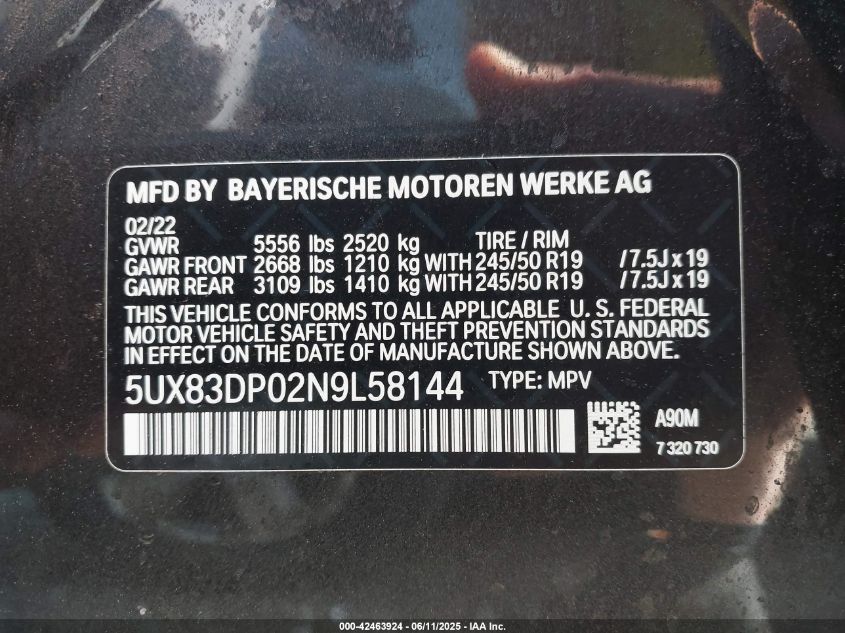 MFD BY BAYERISCHE MOTOREN WERKE AG
02/22
GVWR 5556 lbs 2520 kg TIRE / RIM
GAWR FRONT 2668 lbs 1210 kg WITH 245/50 R19 /7.5J x 19
GAWR REAR 3109 lbs 1410 kg WITH 245/50 R19 /7.5J x 19
THIS VEHICLE CONFORMS TO ALL APPLICABLE U. S. FEDERAL
MOTOR VEHICLE SAFETY AND THEFT PREVENTION STANDARDS
IN EFFECT ON THE DATE OF MANUFACTURE SHOWN ABOVE.
5UX83DP02N9L58144 TYPE: MPV
A90M
7 320 730
000-42463924 - 06/11/2025 - IAA Inc.